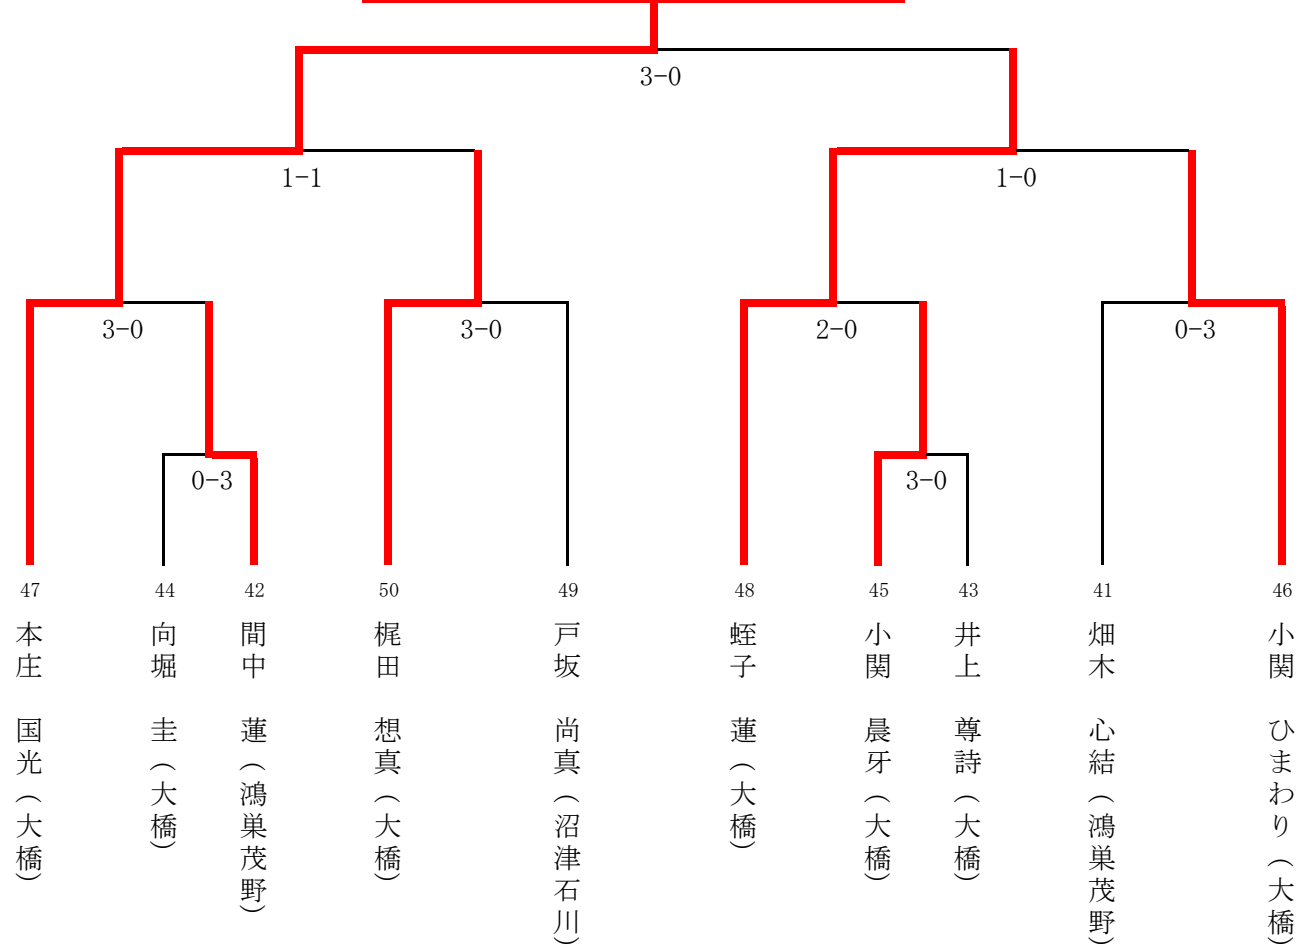 3-0
1-1
1-0
3-0
3-0
2-0
0-3
0-3
3-0
47
44
42
50
49
48
45
43
41
46
本庄　国光(大橋)
向堀　圭(大橋)
間中　蓮(鴻巣茂野)
梶田　想真(大橋)
戸坂　尚真(沼津石川)
蛭子　蓮(大橋)
小関　晨牙(大橋)
井上　尊詩(大橋)
畑木　心結(鴻巣茂野)
小関　ひまわり(大橋)